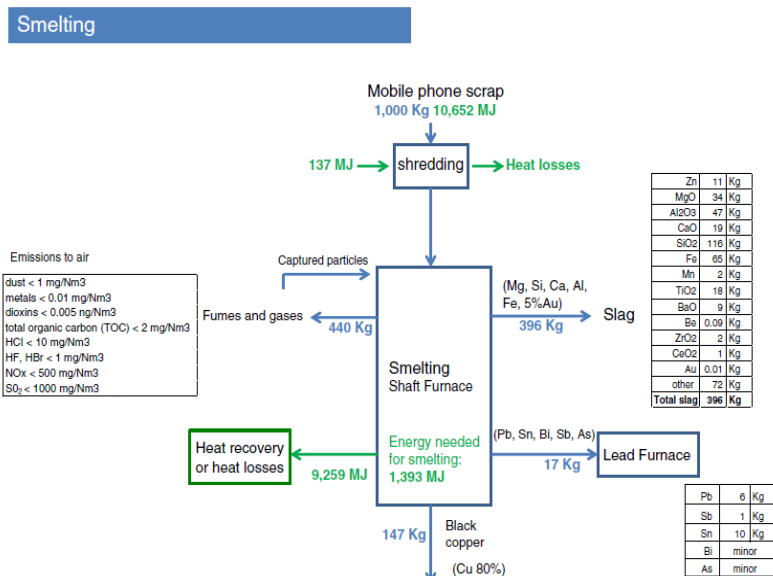 Smelting
Mobile phone scrap
1,000 Kg 10,652 MJ
137 MJ
shredding
Heat losses
Zn 11 Kg
MgO 34 Kg
Al2O3 47 Kg
CaO 19 Kg
SiO2 116 Kg
Fe 65 Kg
Mn 2 Kg
TiO2 18 Kg
BaO 9 Kg
Be 0.09 Kg
ZrO2 2 Kg
CeO2 1 Kg
Au 0.01 Kg
other 72 Kg
Total slag 396 Kg
Emissions to air
dust < 1 mg/Nm3
metals < 0.01 mg/Nm3
dioxins < 0.005 ng/Nm3
total organic carbon (TOC) < 2 mg/Nm3
HCl < 10 mg/Nm3
HF, HBr < 1 mg/Nm3
NOx < 500 mg/Nm3
S0₂ < 1000 mg/Nm3
Captured particles
Fumes and gases
440 Kg
(Mg, Si, Ca, Al,
Fe, 5%Au)
396 Kg
Slag
Smelting
Shaft Furnace
Energy needed
for smelting:
1,393 MJ
Heat recovery
or heat losses
9,259 MJ
(Pb, Sn, Bi, Sb, As)
17 Kg
Lead Furnace
Pb 6 Kg
Sb 1 Kg
Sn 10 Kg
Bi minor
As minor
147 Kg
Black
copper
(Cu 80%)